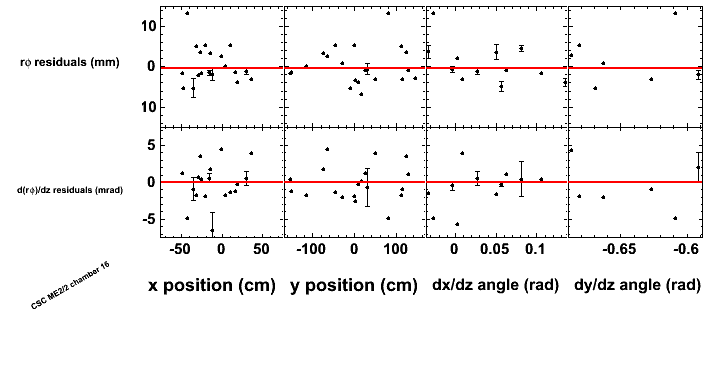 10
rϕ residuals (mm)
0
10
5
d(rϕ)/dz residuals (mrad)
0
-5
-50 0 50 -100 0 100 0 0.05 0.1 -0.65 -0.6
x position (cm) y position (cm) dx/dz angle (rad) dy/dz angle (rad)
CSC ME2/2 chamber 16